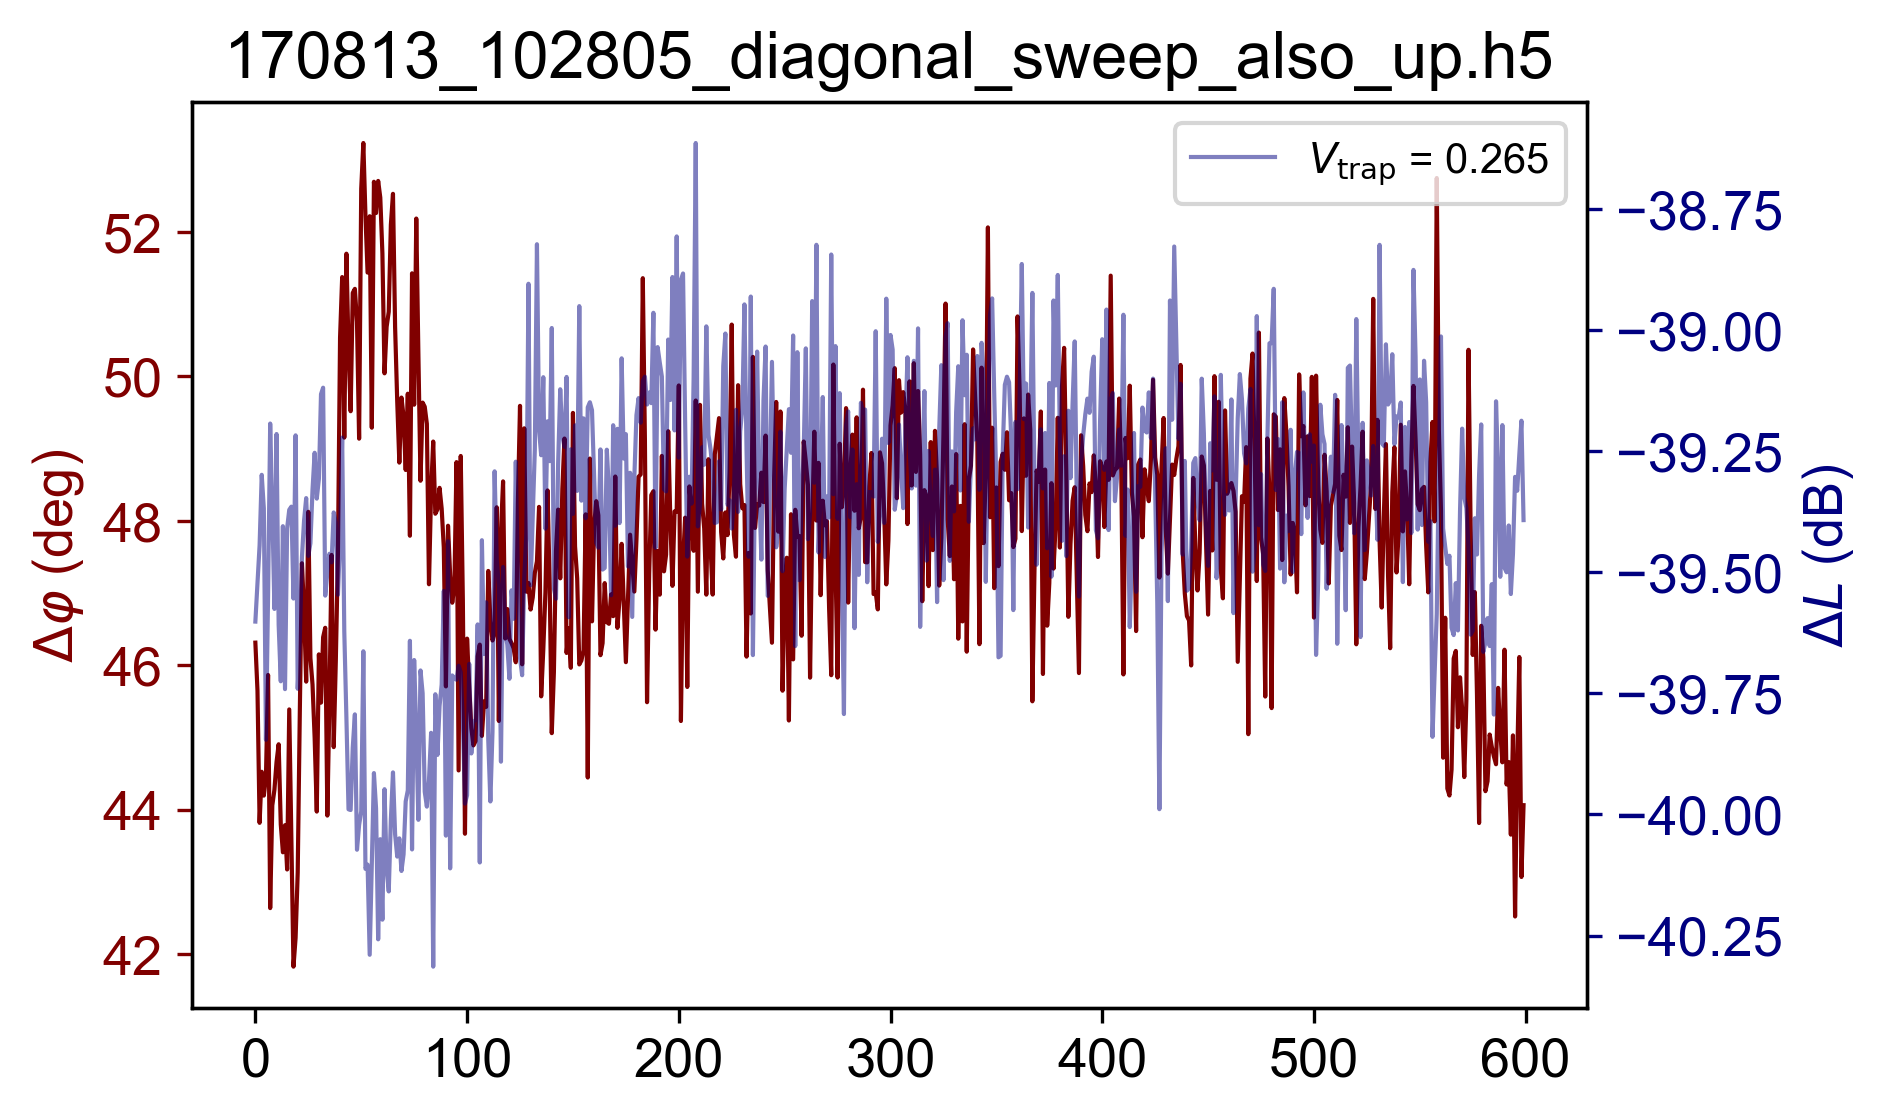 170813_102805_diagonal_sweep_also_up.h5
V_trap = 0.265
52
50
48
46
44
42
Δφ (deg)
−38.75
−39.00
−39.25
−39.50
−39.75
−40.00
−40.25
ΔL (dB)
0 100 200 300 400 500 600